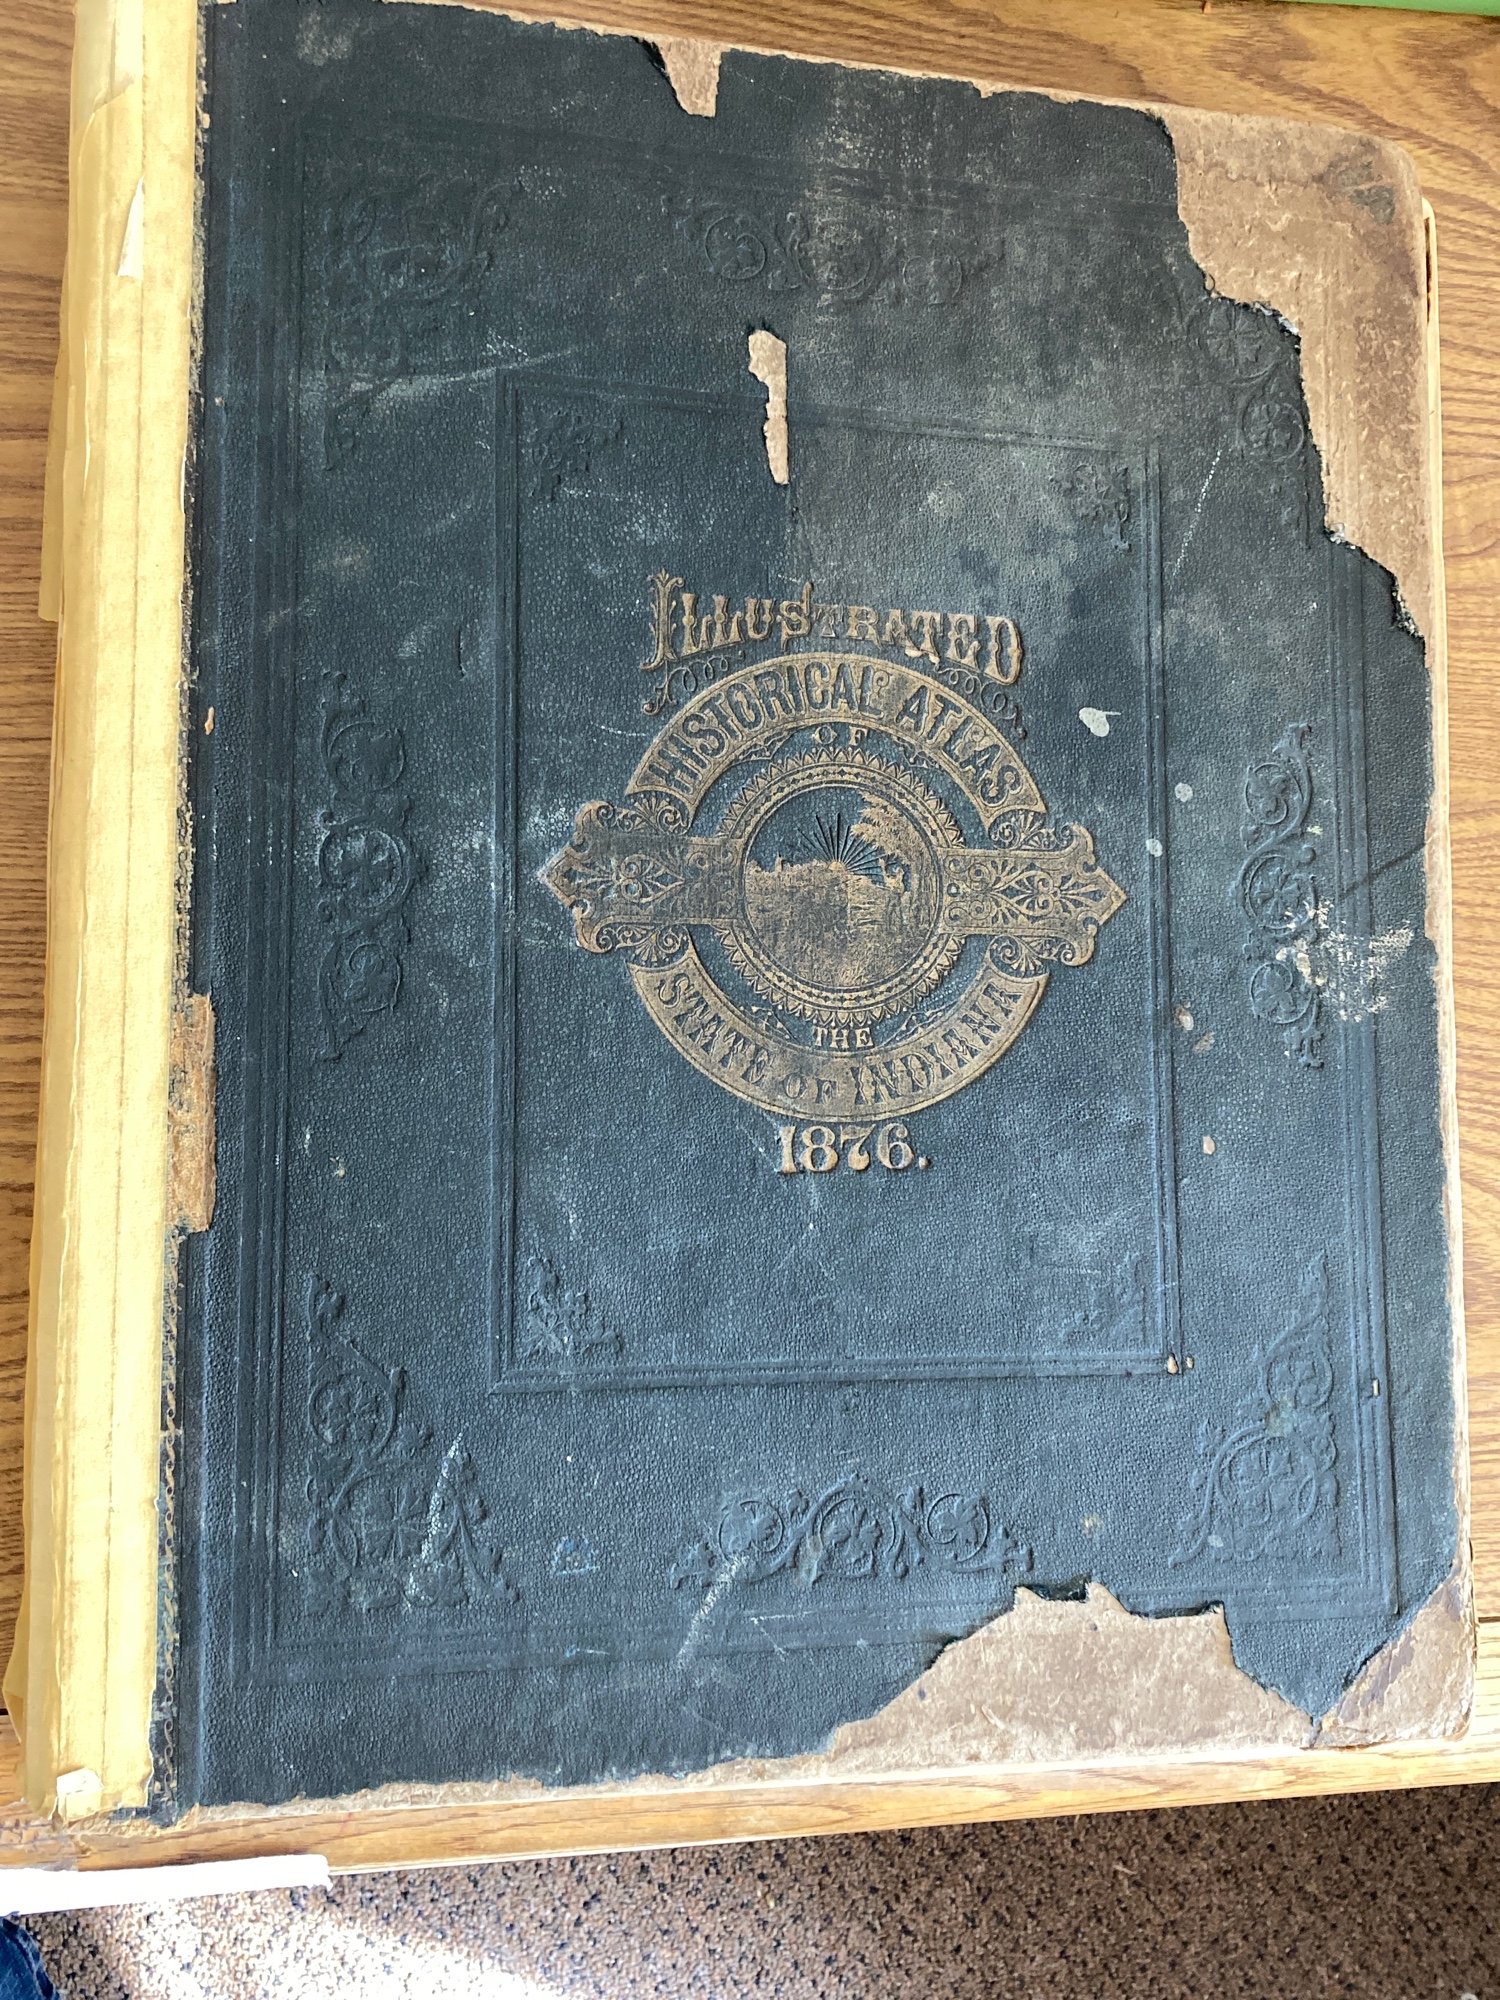 ILLUSTRATED
HISTORICAL ATLAS
OF
THE
STATE OF INDIANA
1876.